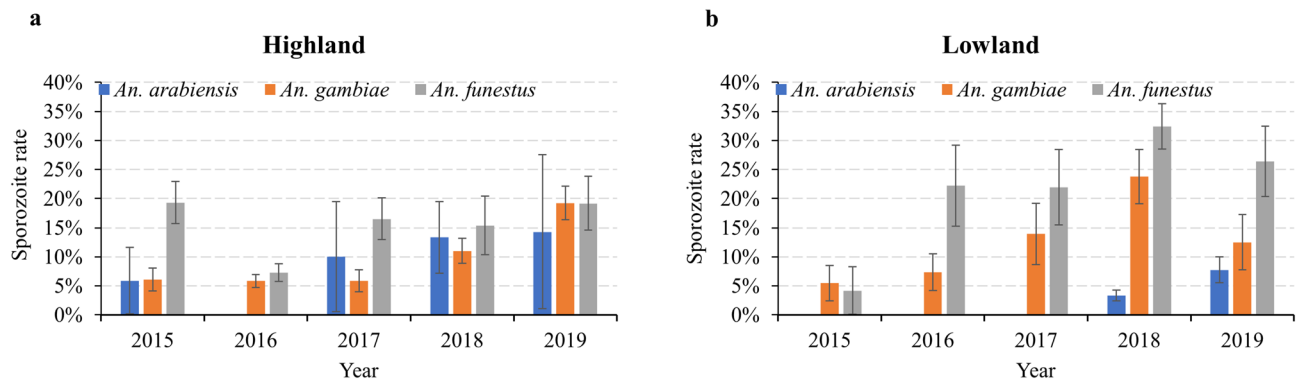 a
Highland
40%
35%
30%
25%
20%
15%
10%
5%
0%
Sporozoite rate
An. arabiensis An. gambiae An. funestus
2015 2016 2017 2018 2019
Year
b
Lowland
40%
35%
30%
25%
20%
15%
10%
5%
0%
Sporozoite rate
An. arabiensis An. gambiae An. funestus
2015 2016 2017 2018 2019
Year